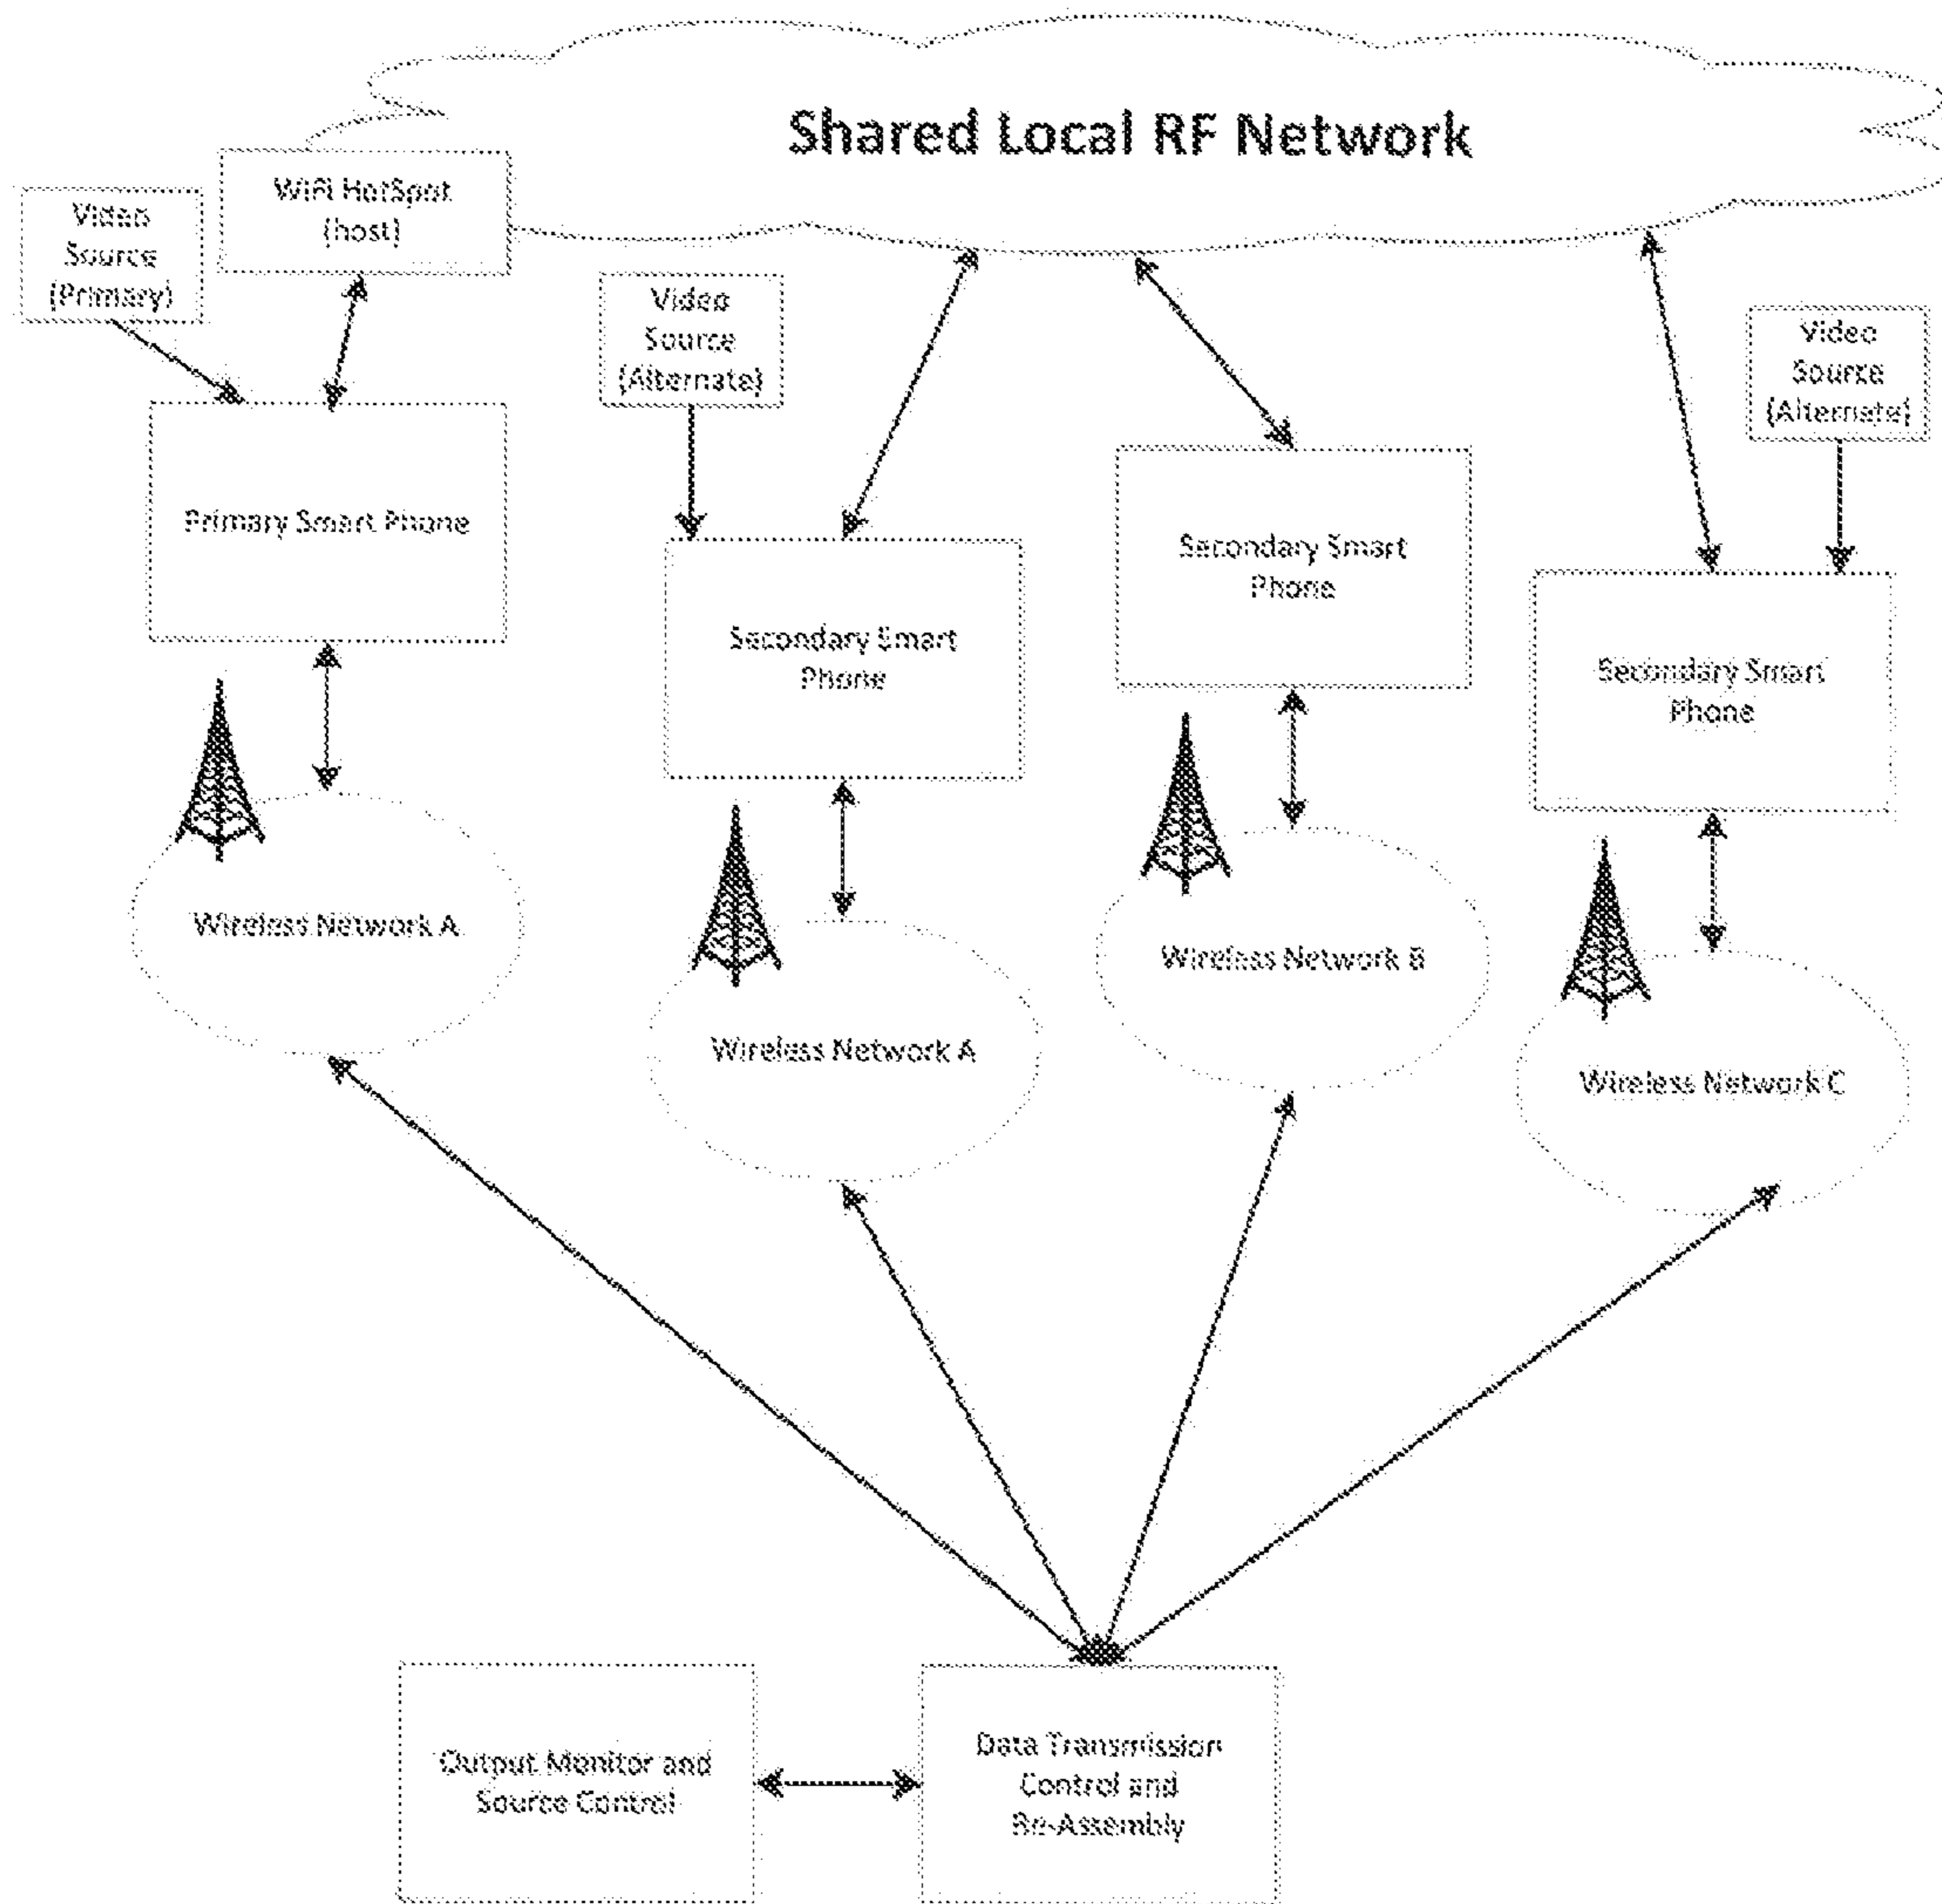 Shared Local RF Network
WiFi HotSpot
(host)
Video
Source
(Primary)
Video
Source
(Alternate)
Video
Source
(Alternate)
Primary Smart Phone
Secondary Smart
Phone
Secondary Smart
Phone
Secondary Smart
Phone
Wireless Network A
Wireless Network A
Wireless Network B
Wireless Network C
Output Monitor and
Source Control
Data Transmission
Control and
Re-Assembly